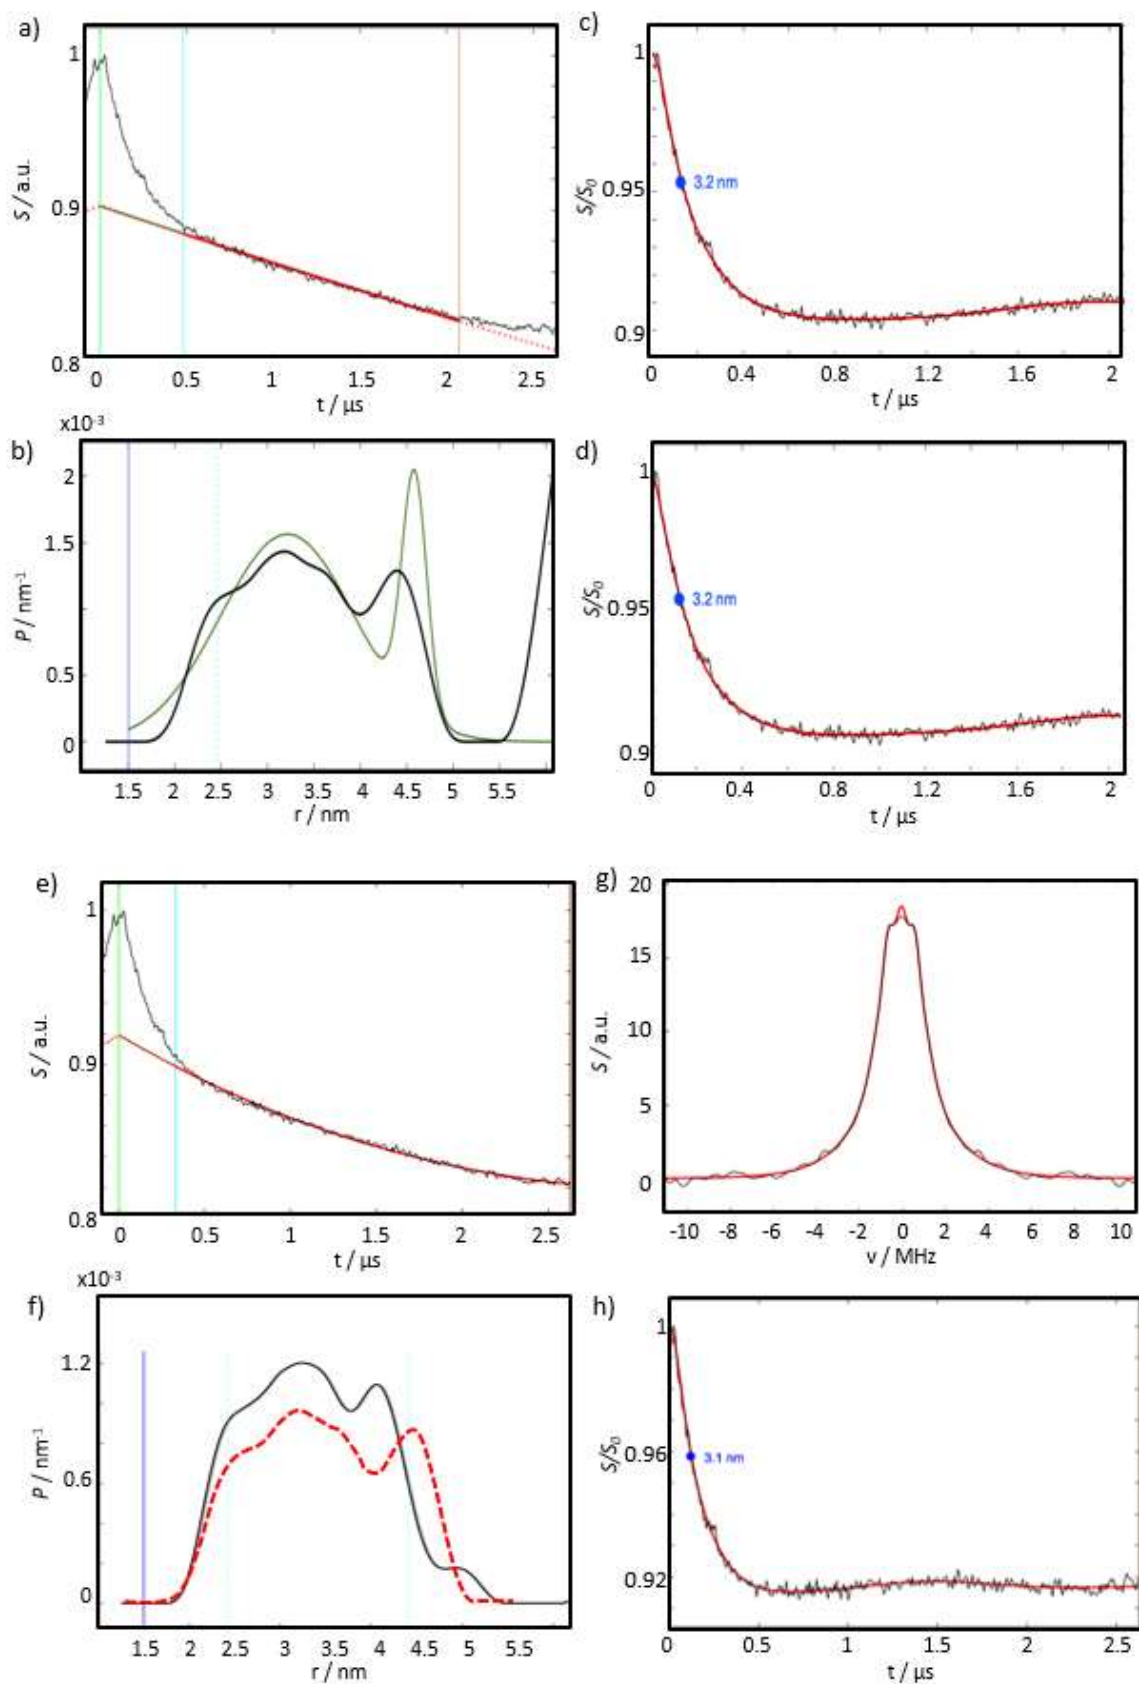 a)
S / a.u.
1
0.9
0.8
0 0.5 1 1.5 2 2.5
t / µs
c)
S/S₀
1
0.95
0.9
3.2 nm
0 0.4 0.8 1.2 1.6 2
t / µs
b)
x10⁻³
P / nm⁻¹
2
1.5
1
0.5
0
1.5 2 2.5 3 3.5 4 4.5 5 5.5
r / nm
d)
S/S₀
1
0.95
0.9
3.2 nm
0 0.4 0.8 1.2 1.6 2
t / µs
e)
S / a.u.
1
0.9
0.8
0 0.5 1 1.5 2 2.5
t / µs
g)
S / a.u.
20
15
10
5
0
-10 -8 -6 -4 -2 0 2 4 6 8 10
v / MHz
f)
x10⁻³
P / nm⁻¹
1.2
0.6
0
1.5 2 2.5 3 3.5 4 4.5 5 5.5
r / nm
h)
S/S₀
1
0.96
0.92
3.1 nm
0 0.5 1 1.5 2 2.5
t / µs